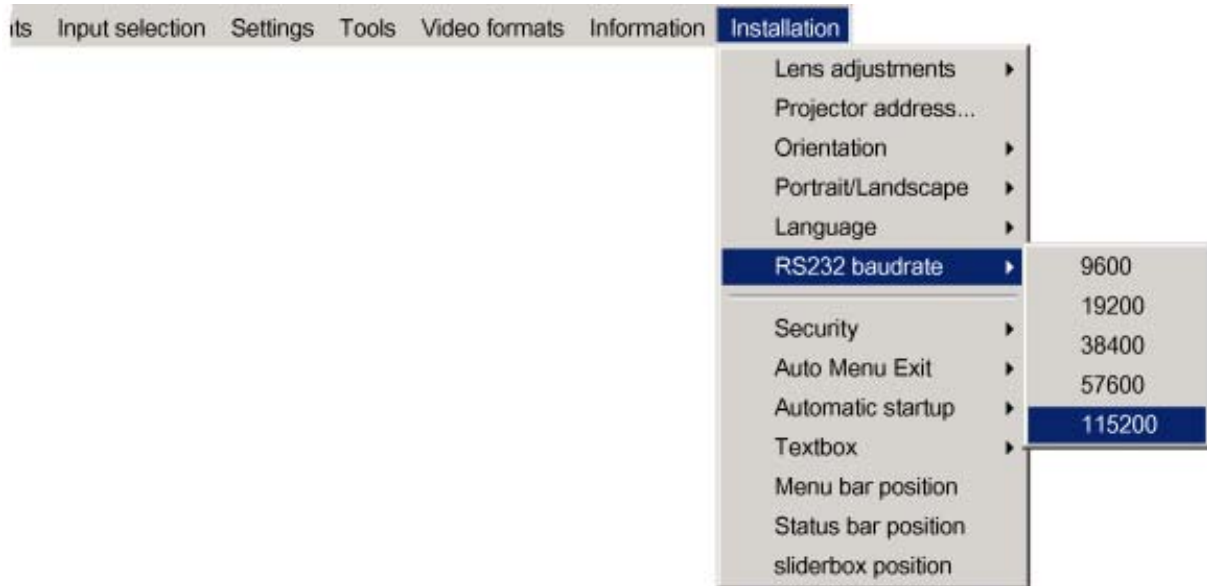 ts Input selection Settings Tools Video formats Information Installation
Lens adjustments
Projector address...
Orientation
Portrait/Landscape
Language
RS232 baudrate
9600
19200
38400
57600
115200
Security
Auto Menu Exit
Automatic startup
Textbox
Menu bar position
Status bar position
sliderbox position